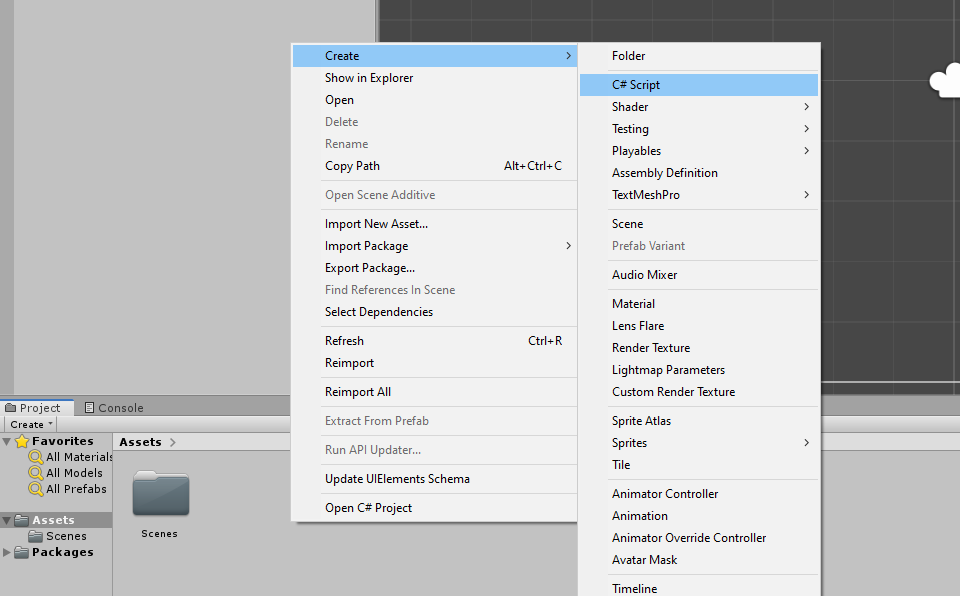 Create
Show in Explorer
Open
Delete
Rename
Copy Path Alt+Ctrl+C
Open Scene Additive
Import New Asset...
Import Package
Export Package...
Find References In Scene
Select Dependencies
Refresh Ctrl+R
Reimport
Reimport All
Extract From Prefab
Run API Updater...
Update UIElements Schema
Open C# Project
Folder
C# Script
Shader
Testing
Playables
Assembly Definition
TextMeshPro
Scene
Prefab Variant
Audio Mixer
Material
Lens Flare
Render Texture
Lightmap Parameters
Custom Render Texture
Sprite Atlas
Sprites
Tile
Animator Controller
Animation
Animator Override Controller
Avatar Mask
Timeline
Project Console
Create
Favorites
All Materials
All Models
All Prefabs
Assets
Scenes
Packages
Assets
Scenes